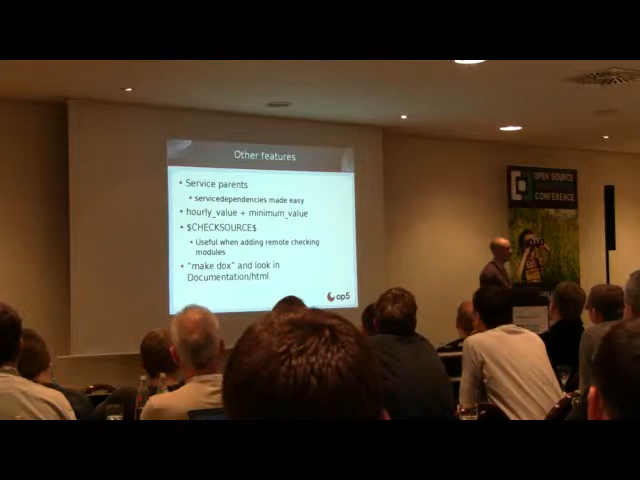 Other features
• Service parents
• servicedependencies made easy
• hourly_value + minimum_value
• $CHECKSOURCE$
• Useful when adding remote checking
modules
• "make dox" and look in
Documentation/html
op5
OPEN SOURCE
CONFERENCE